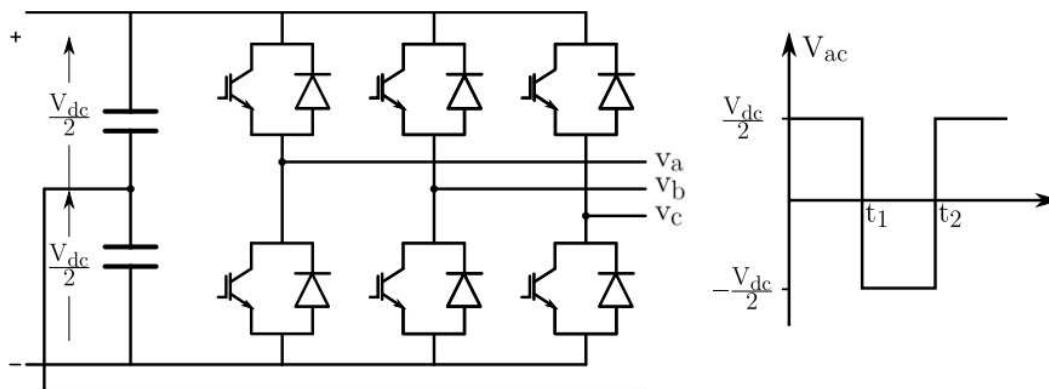 +
V_dc/2
V_dc/2
−
v_a
v_b
v_c
V_ac
V_dc/2
t_1
t_2
−V_dc/2